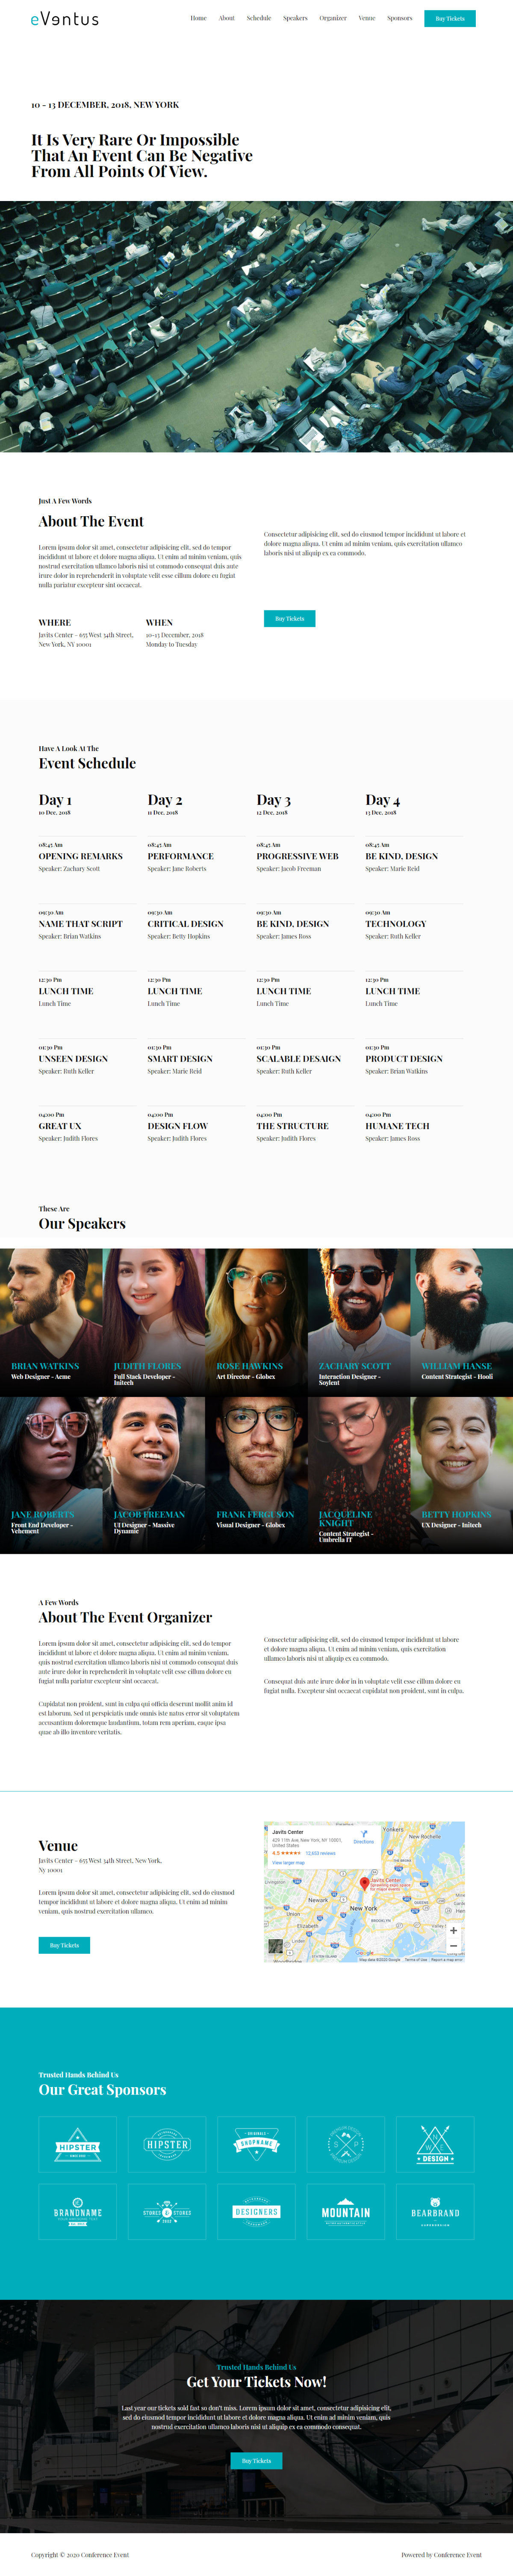 eVentus
Home About Schedule Speakers Organizer Venue Sponsors Buy Tickets
10 - 13 DECEMBER, 2018, NEW YORK
It Is Very Rare Or Impossible
That An Event Can Be Negative
From All Points Of View.
Just A Few Words
About The Event
Lorem ipsum dolor sit amet, consectetur adipisicing elit, sed do tempor
incididunt ut labore et dolore magna aliqua. Ut enim ad minim veniam, quis
nostrud exercitation ullamco laboris nisi ut commodo consequat duis aute
irure dolor in reprehenderit in voluptate velit esse cillum dolore eu fugiat
nulla pariatur excepteur sint occaecat.
Consectetur adipisicing elit, sed do eiusmod tempor incididunt ut labore et
dolore magna aliqua. Ut enim ad minim veniam, quis exercitation ullamco
laboris nisi ut aliquip ex ea commodo.
WHERE
Javits Center - 655 West 34th Street,
New York, NY 10001
WHEN
10-13 December, 2018
Monday to Tuesday
Buy Tickets
Have A Look At The
Event Schedule
Day 1
10 Dec, 2018
Day 2
11 Dec, 2018
Day 3
12 Dec, 2018
Day 4
13 Dec, 2018
08:45 Am
OPENING REMARKS
Speaker: Zachary Scott
08:45 Am
PERFORMANCE
Speaker: Jane Roberts
08:45 Am
PROGRESSIVE WEB
Speaker: Jacob Freeman
08:45 Am
BE KIND, DESIGN
Speaker: Marie Reid
09:30 Am
NAME THAT SCRIPT
Speaker: Brian Watkins
09:30 Am
CRITICAL DESIGN
Speaker: Betty Hopkins
09:30 Am
BE KIND, DESIGN
Speaker: James Ross
09:30 Am
TECHNOLOGY
Speaker: Ruth Keller
12:30 Pm
LUNCH TIME
Lunch Time
12:30 Pm
LUNCH TIME
Lunch Time
12:30 Pm
LUNCH TIME
Lunch Time
12:30 Pm
LUNCH TIME
Lunch Time
01:30 Pm
UNSEEN DESIGN
Speaker: Ruth Keller
01:30 Pm
SMART DESIGN
Speaker: Marie Reid
01:30 Pm
SCALABLE DESAIGN
Speaker: Ruth Keller
01:30 Pm
PRODUCT DESIGN
Speaker: Brian Watkins
04:00 Pm
GREAT UX
Speaker: Judith Flores
04:00 Pm
DESIGN FLOW
Speaker: Judith Flores
04:00 Pm
THE STRUCTURE
Speaker: Judith Flores
04:00 Pm
HUMANE TECH
Speaker: James Ross
These Are
Our Speakers
BRIAN WATKINS
Web Designer - Acme
JUDITH FLORES
Full Stack Developer -
Initech
ROSE HAWKINS
Art Director - Globex
ZACHARY SCOTT
Interaction Designer -
Soylent
WILLIAM HANSE
Content Strategist - Hooli
JANE ROBERTS
Front End Developer -
Vehement
JACOB FREEMAN
UI Designer - Massive
Dynamic
FRANK FERGUSON
Visual Designer - Globex
JACQUELINE
KNIGHT
Content Strategist -
Umbrella IT
BETTY HOPKINS
UX Designer - Initech
A Few Words
About The Event Organizer
Lorem ipsum dolor sit amet, consectetur adipisicing elit, sed do tempor
incididunt ut labore et dolore magna aliqua. Ut enim ad minim veniam,
quis nostrud exercitation ullamco laboris nisi ut commodo consequat duis
aute irure dolor in reprehenderit in voluptate velit esse cillum dolore eu
fugiat nulla pariatur excepteur sint occaecat.
Cupidatat non proident, sunt in culpa qui officia deserunt mollit anim id
est laborum. Sed ut perspiciatis unde omnis iste natus error sit voluptatem
accusantium doloremque laudantium, totam rem aperiam, eaque ipsa
quae ab illo inventore veritatis.
Consectetur adipisicing elit, sed do eiusmod tempor incididunt ut labore
et dolore magna aliqua. Ut enim ad minim veniam, quis exercitation
ullamco laboris nisi ut aliquip ex ea commodo.
Consequat duis aute irure dolor in in voluptate velit esse cillum dolore eu
fugiat nulla. Excepteur sint occaecat cupidatat non proident, sunt in culpa.
Venue
Javits Center - 655 West 34th Street, New York,
Ny 10001
Lorem ipsum dolor sit amet, consectetur adipisicing elit, sed do eiusmod
tempor incididunt ut labore et dolore magna aliqua. Ut enim ad minim
veniam, quis nostrud exercitation ullamco.
Buy Tickets
Javits Center
429 11th Ave, New York, NY 10001,
United States
4.5 12,603 reviews
View larger map
Directions
Yonkers
New Rochelle
Livingston
Javits Center
Newark
New York
Union
BROOKLYN
Elizabeth
Linden
Google
Map data ©2020 Google Terms of Use Report a map error
Trusted Hands Behind Us
Our Great Sponsors
HIPSTER
HIPSTER
SHOPNAME
S P
N W E
DESIGN
BRANDNAME
STORES STORES
DESIGNERS
MOUNTAIN
BEARBRAND
Trusted Hands Behind Us
Get Your Tickets Now!
Last year our tickets sold fast so don't miss. Lorem ipsum dolor sit amet, consectetur adipisicing elit,
sed do eiusmod tempor incididunt ut labore et dolore magna aliqua. Ut enim ad minim veniam, quis
nostrud exercitation ullamco laboris nisi ut aliquip ex ea commodo consequat.
Buy Tickets
Copyright © 2020 Conference Event
Powered by Conference Event